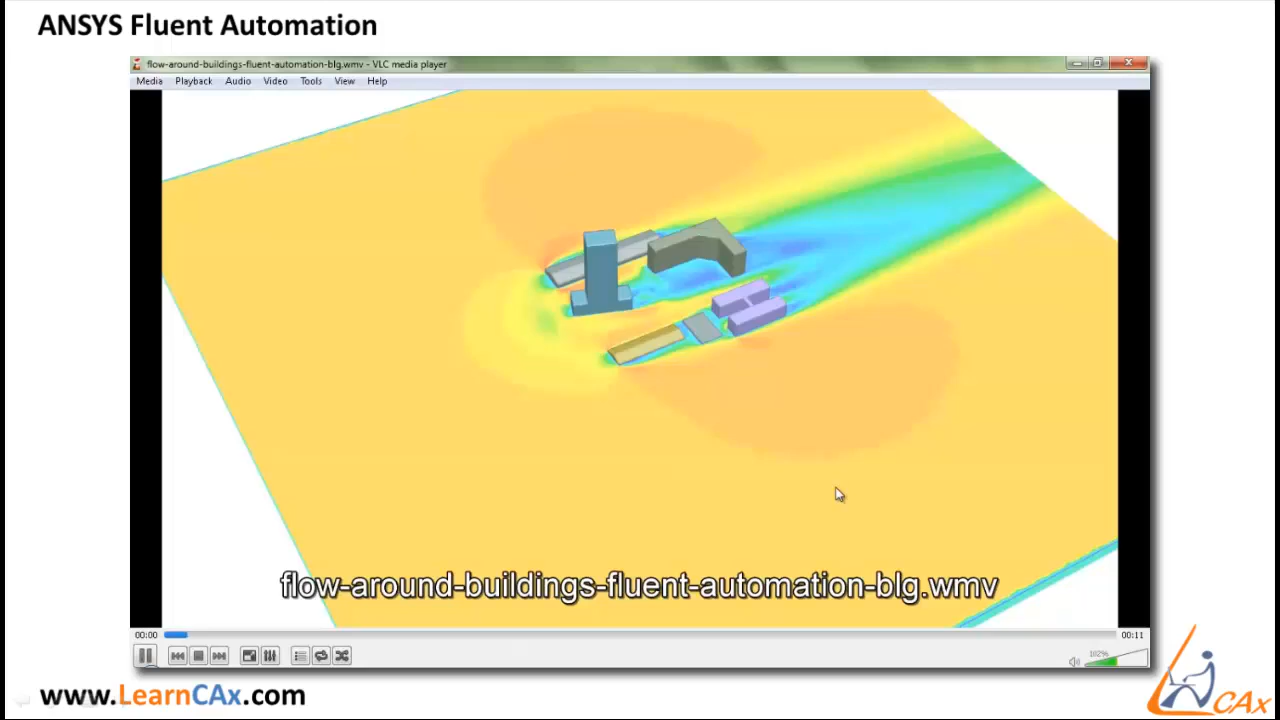 ANSYS Fluent Automation
flow-around-buildings-fluent-automation-blg.wmv - VLC media player
Media Playback Audio Video Tools View Help
flow-around-buildings-fluent-automation-blg.wmv
00:00
00:11
102%
www.LearnCAx.com
CAx